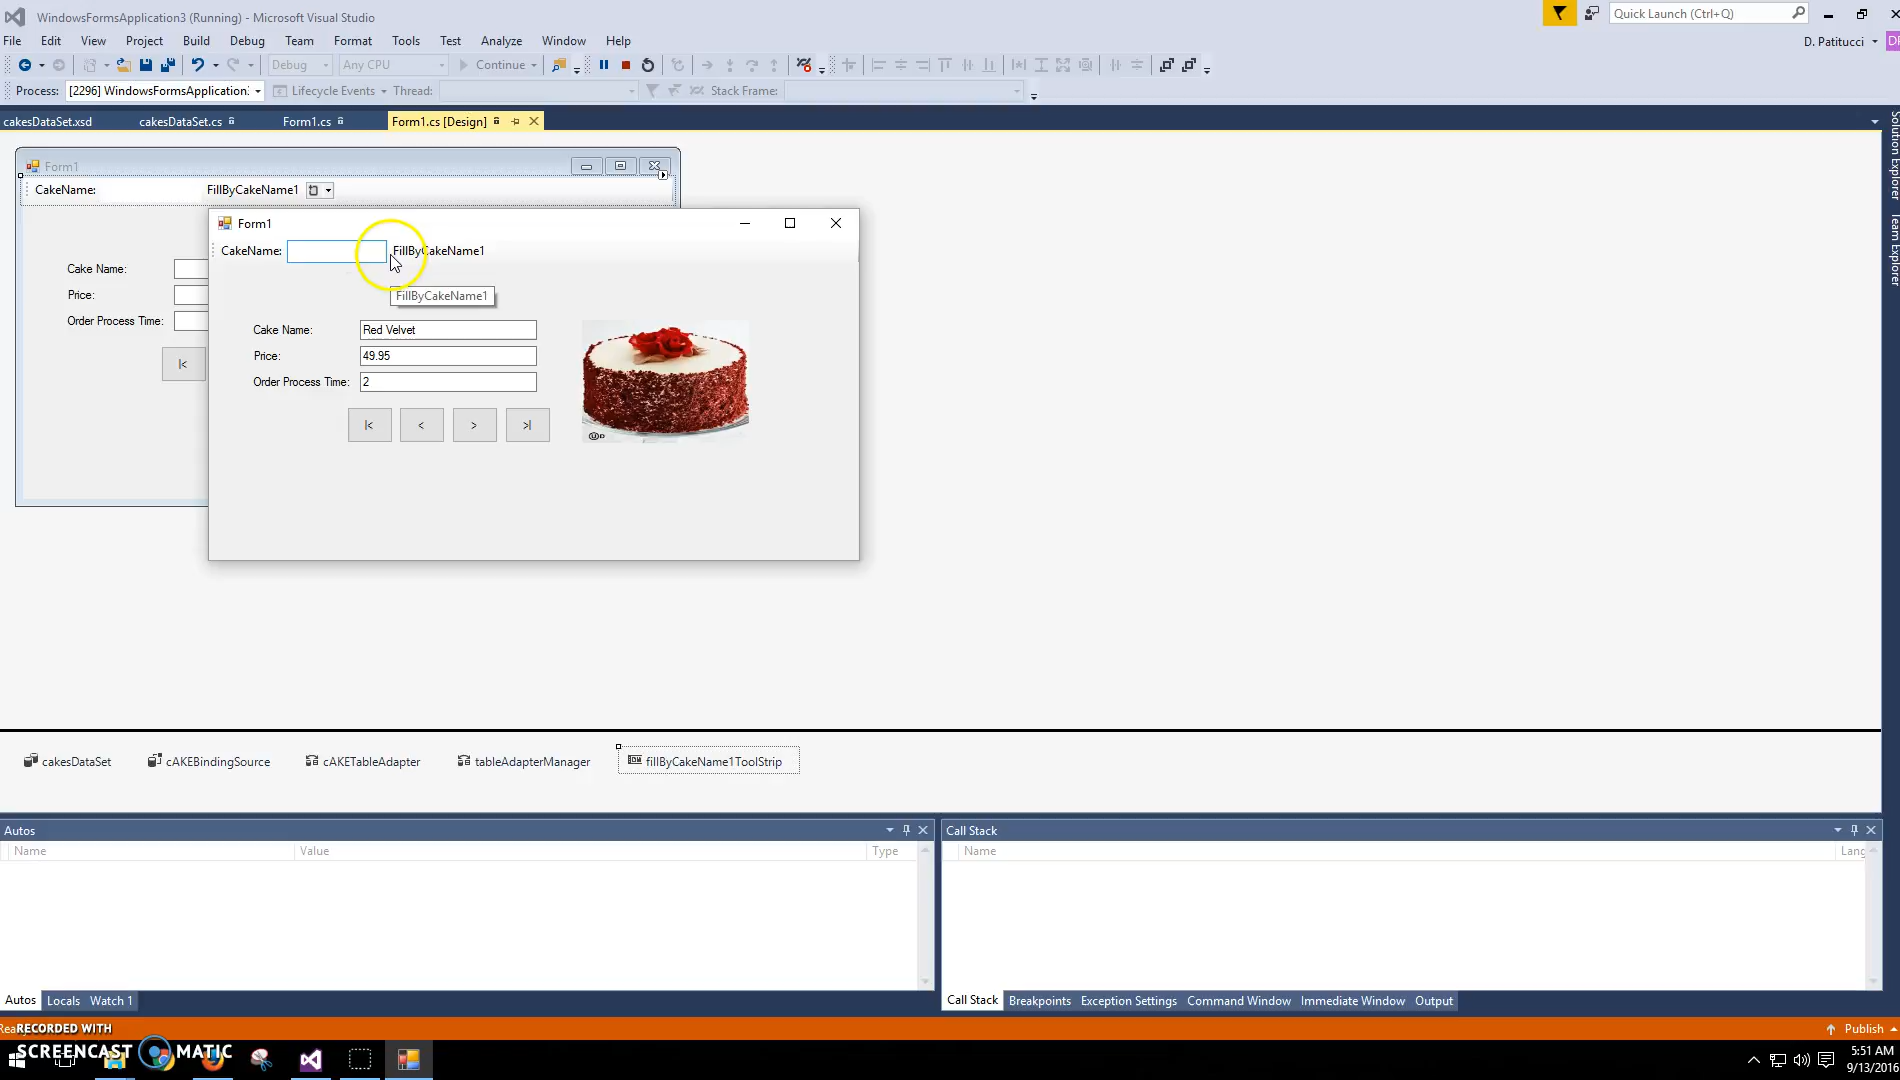 WindowsFormsApplication3 (Running) - Microsoft Visual Studio
Quick Launch (Ctrl+Q)
File Edit View Project Build Debug Team Format Tools Test Analyze Window Help
D. Patitucci
Debug Any CPU Continue
Process: [2296] WindowsFormsApplication: Lifecycle Events Thread: Stack Frame:
cakesDataSet.xsd cakesDataSet.cs Form1.cs Form1.cs [Design]
Solution Explorer
Team Explorer
Form1
CakeName: FillByCakeName1
Cake Name:
Price:
Order Process Time:
|<
Form1
CakeName: FillByCakeName1
FillByCakeName1
Cake Name: Red Velvet
Price: 49.95
Order Process Time: 2
|< < > >|
cakesDataSet cAKEBindingSource cAKETableAdapter tableAdapterManager fillByCakeName1ToolStrip
Autos
Name Value Type
Call Stack
Name Lang
Autos Locals Watch 1
Call Stack Breakpoints Exception Settings Command Window Immediate Window Output
Publish
RECORDED WITH
SCREENCAST MATIC
5:51 AM
9/13/2016